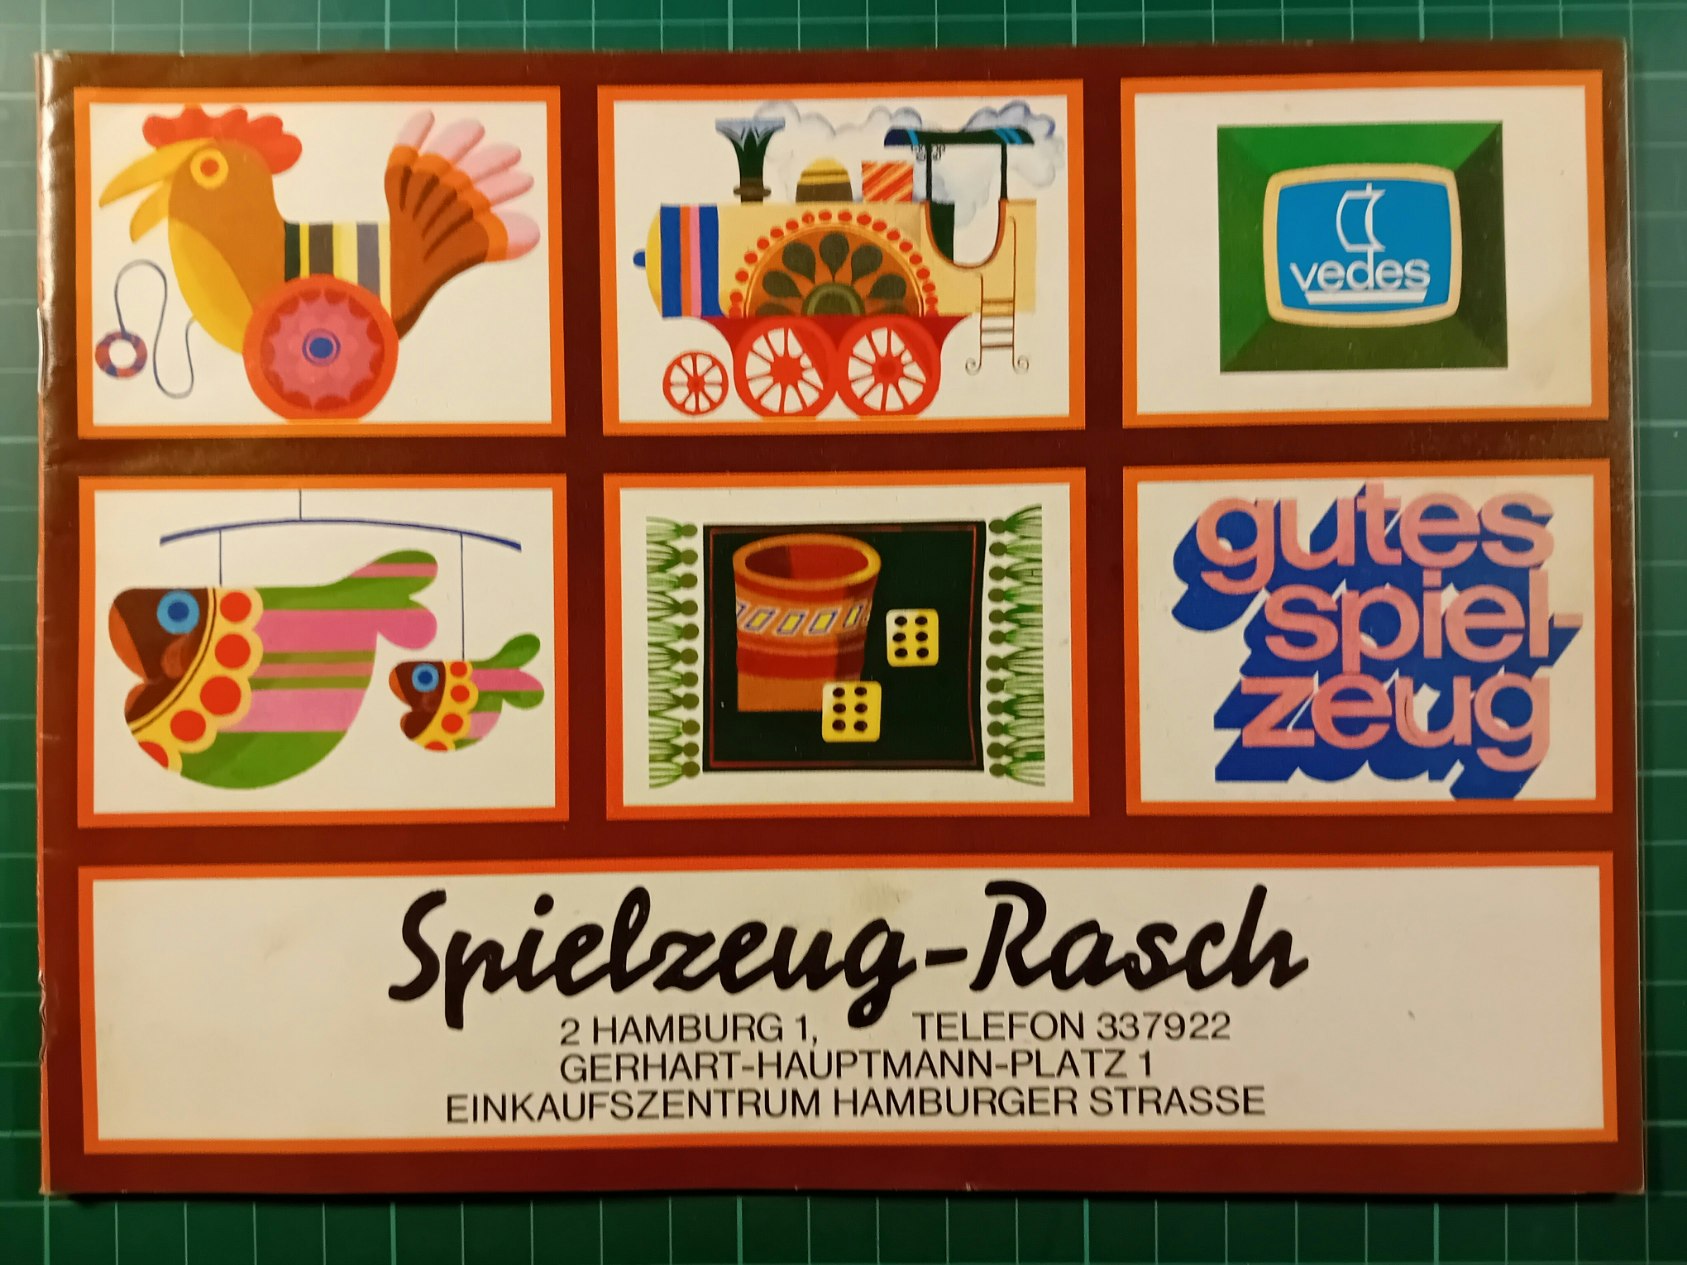 vedes
gutes
spiel-
zeug
Spielzeug-Rasch
2 HAMBURG 1, TELEFON 337922
GERHART-HAUPTMANN-PLATZ 1
EINKAUFSZENTRUM HAMBURGER STRASSE